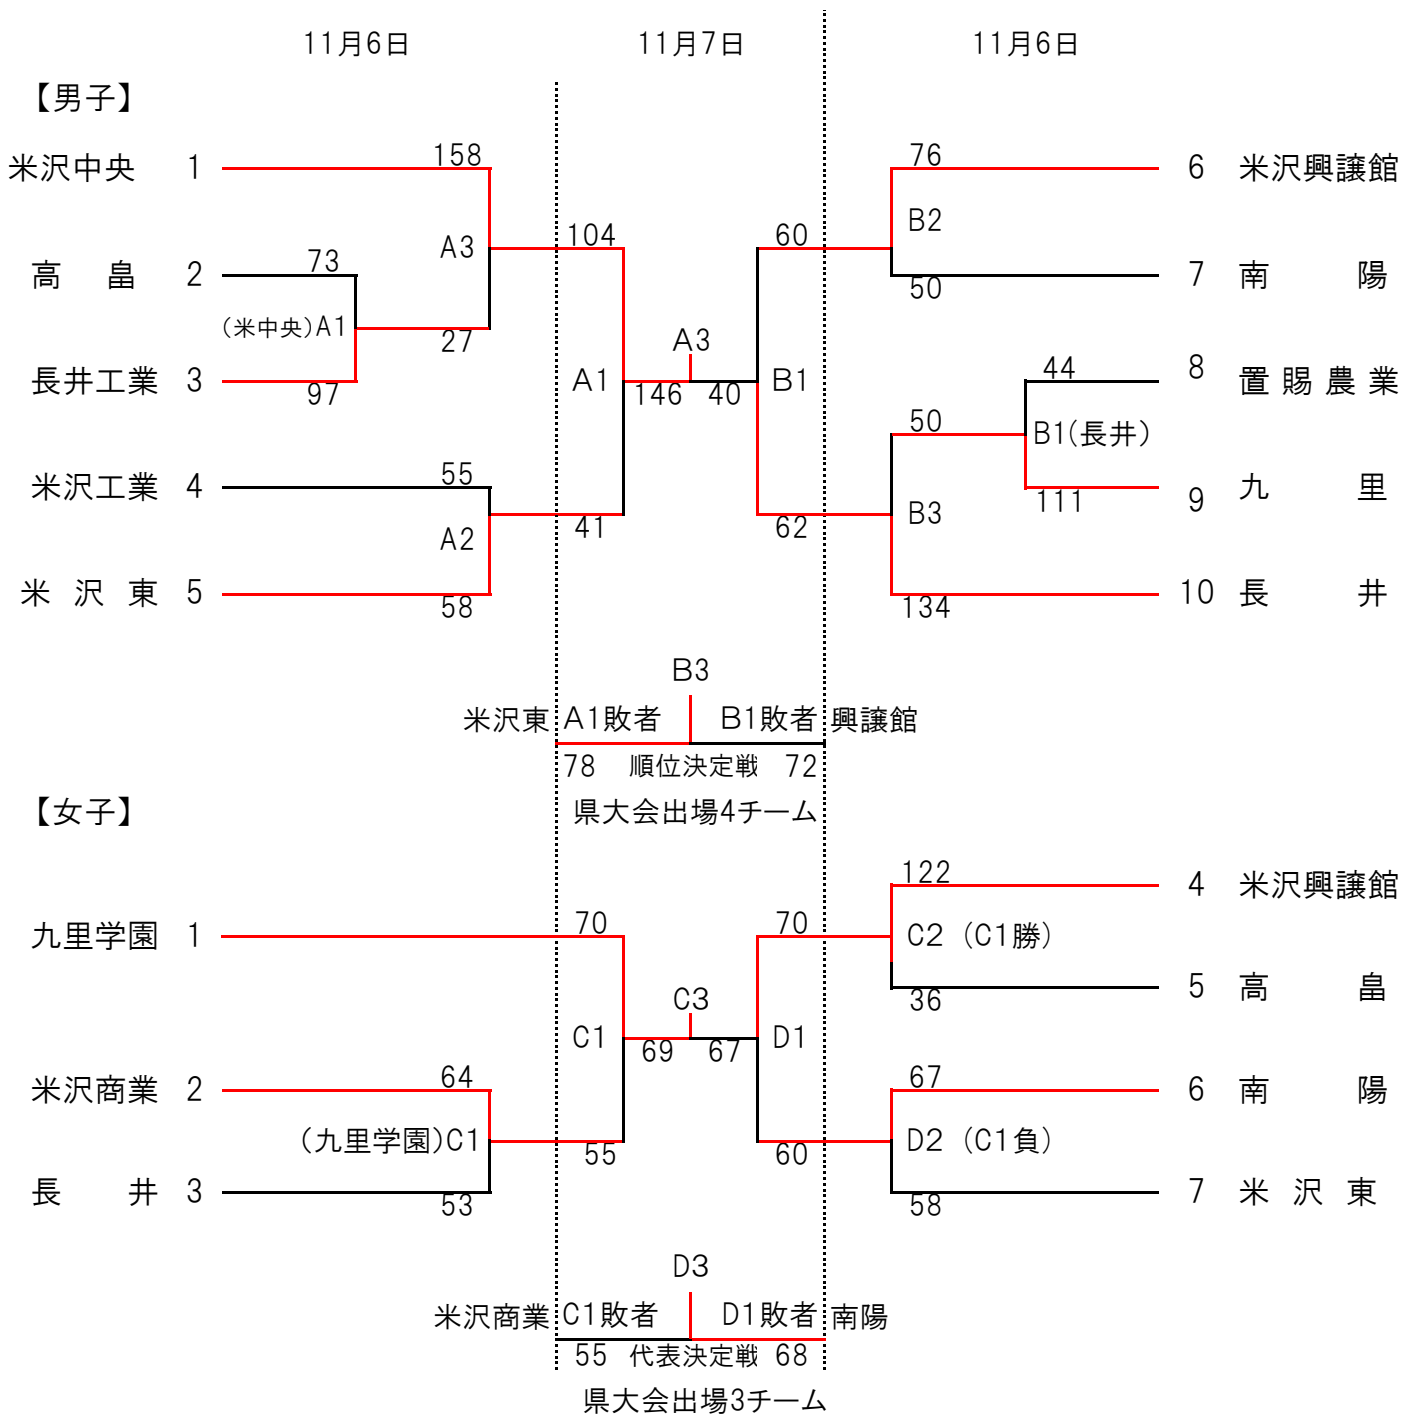 11月6日 11月7日 11月6日
【男子】
米沢中央 1 158 76 6 米沢興譲館
A3 104 60 B2
高畠 2 73 50 7 南陽
(米中央)A1 27 A3
長井工業 3 97 A1 146 40 B1 44 8 置賜農業
50 B1(長井)
米沢工業 4 55 111 9 九里
A2 41 62 B3
米沢東 5 58 134 10 長井
B3
米沢東 A1敗者 B1敗者 興譲館
78 順位決定戦 72
県大会出場4チーム
【女子】
122 4 米沢興譲館
九里学園 1 70 70 C2 (C1勝)
C3 36 5 高畠
C1 69 67 D1
米沢商業 2 64 67 6 南陽
(九里学園)C1 55 60 D2 (C1負)
長井 3 53 58 7 米沢東
D3
米沢商業 C1敗者 D1敗者 南陽
55 代表決定戦 68
県大会出場3チーム